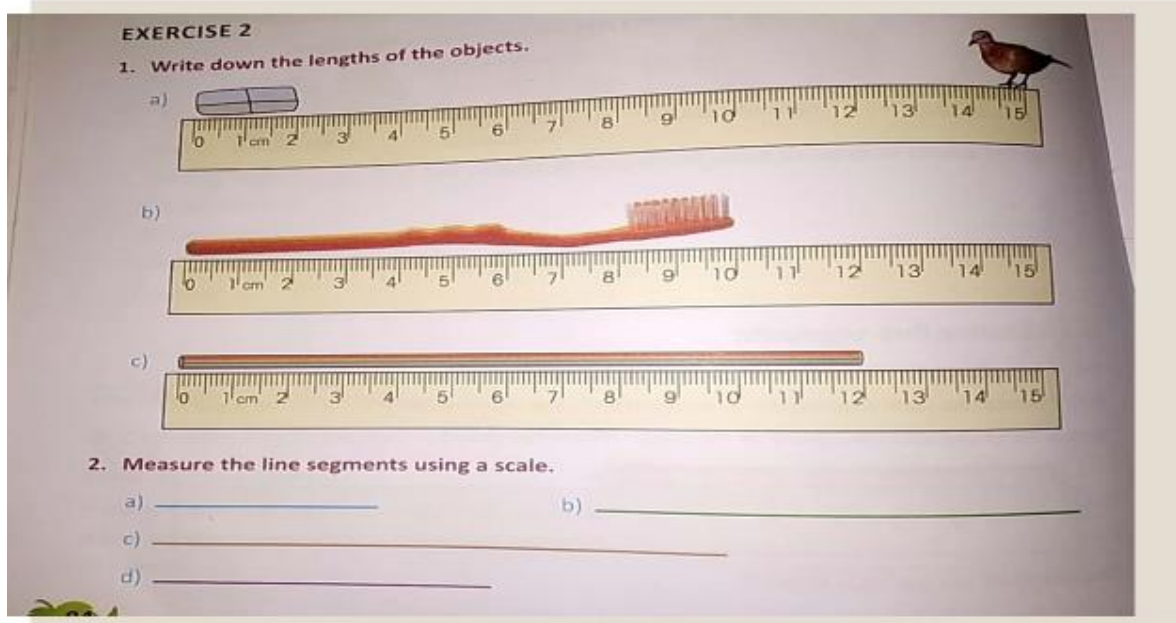 EXERCISE 2
1. Write down the lengths of the objects.
a)
0 1 cm 2 3 4 5 6 7 8 9 10 11 12 13 14 15
b)
0 1 cm 2 3 4 5 6 7 8 9 10 11 12 13 14 15
c)
0 1 cm 2 3 4 5 6 7 8 9 10 11 12 13 14 15
2. Measure the line segments using a scale.
a) b)
c)
d)